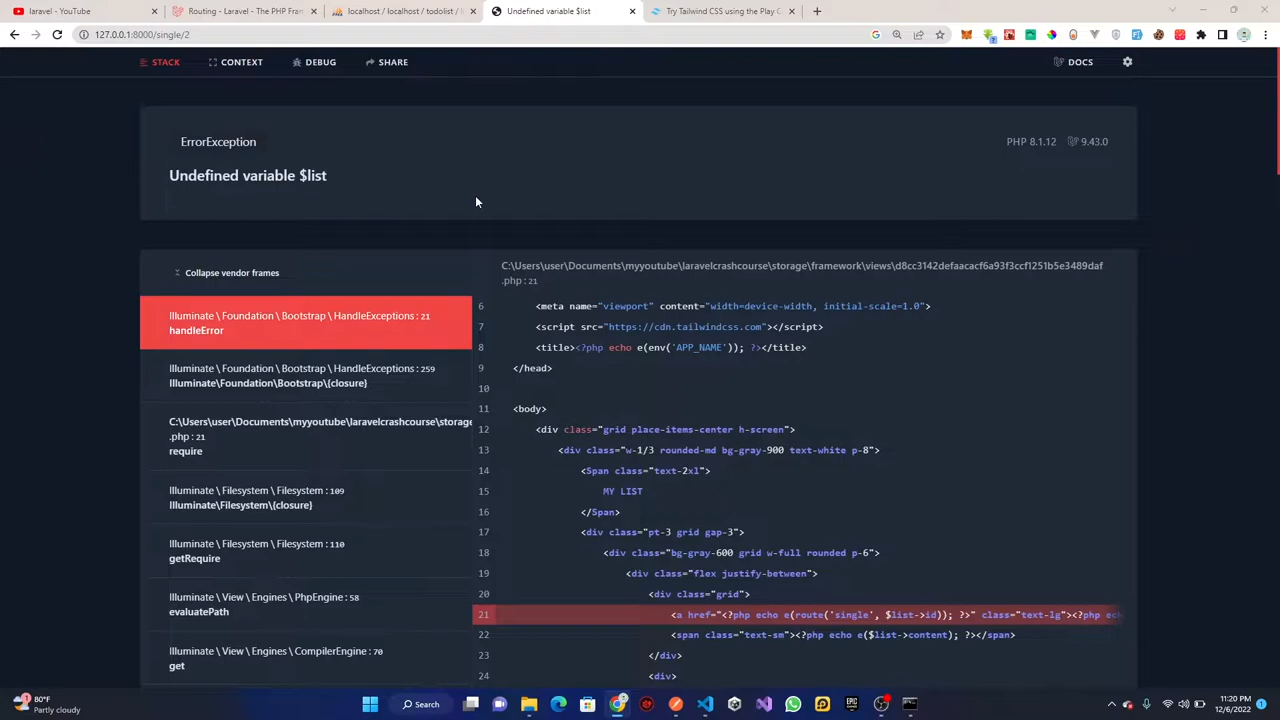 laravel - YouTube
Routing - Laravel - The PHP Fram
localhost / localhost / todolist / li
Undefined variable $list
Try Tailwind CSS using the Play C
127.0.0.1:8000/single/2
STACK
CONTEXT
DEBUG
SHARE
DOCS
ErrorException
PHP 8.1.12
9.43.0
Undefined variable $list
Collapse vendor frames
Illuminate \ Foundation \ Bootstrap \ HandleExceptions : 21
handleError
Illuminate \ Foundation \ Bootstrap \ HandleExceptions : 259
Illuminate\Foundation\Bootstrap\{closure}
C:\Users\user\Documents\myyoutube\laravelcrashcourse\storage
.php : 21
require
Illuminate \ Filesystem \ Filesystem : 109
Illuminate\Filesystem\{closure}
Illuminate \ Filesystem \ Filesystem : 110
getRequire
Illuminate \ View \ Engines \ PhpEngine : 58
evaluatePath
Illuminate \ View \ Engines \ CompilerEngine : 70
get
C:\Users\user\Documents\myyoutube\laravelcrashcourse\storage\framework\views\d8cc3142defaacacf6a93f3ccf1251b5e3489daf
.php : 21
6 <meta name="viewport" content="width=device-width, initial-scale=1.0">
7 <script src="https://cdn.tailwindcss.com"></script>
8 <title><?php echo e(env('APP_NAME')); ?></title>
9 </head>
10
11 <body>
12 <div class="grid place-items-center h-screen">
13 <div class="w-1/3 rounded-md bg-gray-900 text-white p-8">
14 <Span class="text-2xl">
15 MY LIST
16 </Span>
17 <div class="pt-3 grid gap-3">
18 <div class="bg-gray-600 grid w-full rounded p-6">
19 <div class="flex justify-between">
20 <div class="grid">
21 <a href="<?php echo e(route('single', $list->id)); ?>" class="text-lg"><?php ec
22 <span class="text-sm"><?php echo e($list->content); ?></span>
23 </div>
24 <div>
80°F
Partly cloudy
Search
EPIC
11:20 PM
12/6/2022